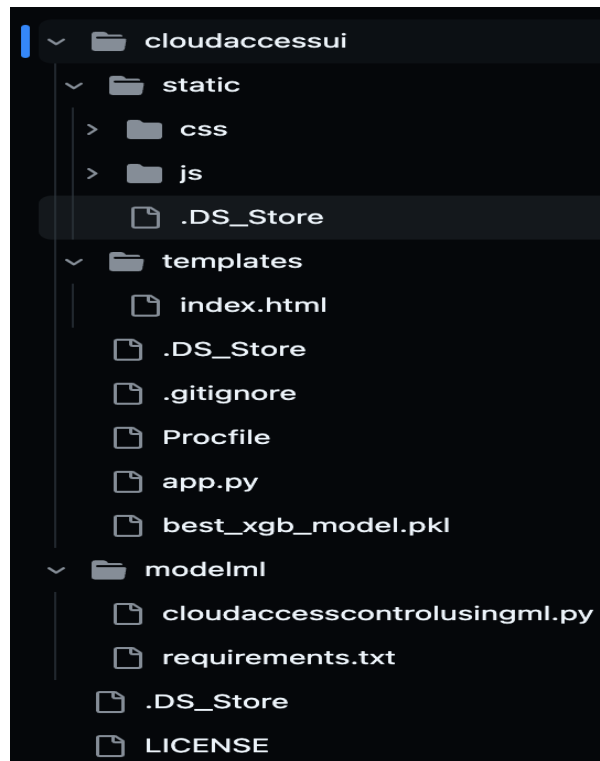 cloudaccessui
static
css
js
.DS_Store
templates
index.html
.DS_Store
.gitignore
Procfile
app.py
best_xgb_model.pkl
modelml
cloudaccesscontrolusingml.py
requirements.txt
.DS_Store
LICENSE